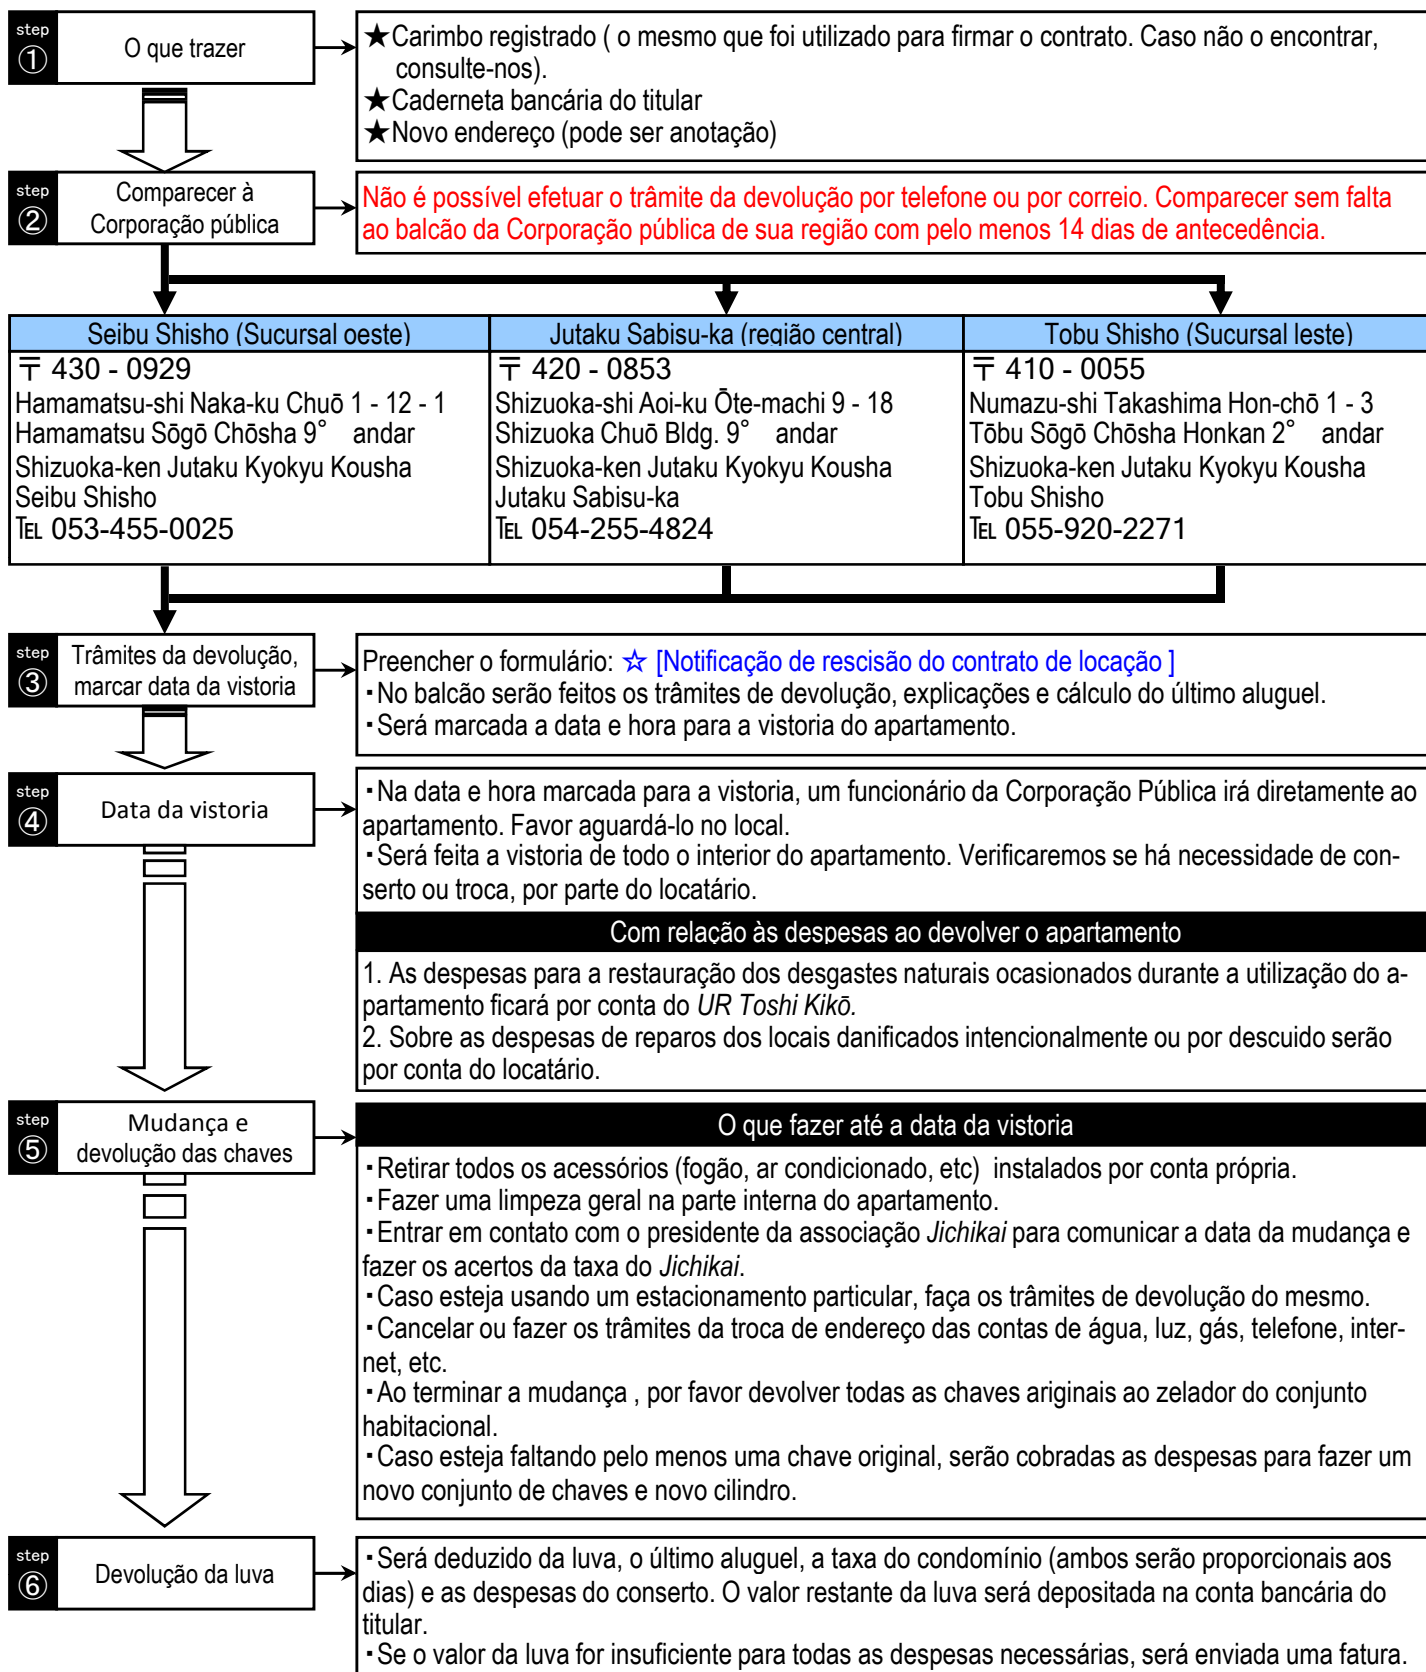 step
①
O que trazer
★Carimbo registrado ( o mesmo que foi utilizado para firmar o contrato. Caso não o encontrar,
consulte-nos).
★Caderneta bancária do titular
★Novo endereço (pode ser anotação)
step
②
Comparecer à
Corporação pública
Não é possível efetuar o trâmite da devolução por telefone ou por correio. Comparecer sem falta
ao balcão da Corporação pública de sua região com pelo menos 14 dias de antecedência.
Seibu Shisho (Sucursal oeste)
〒 430 - 0929
Hamamatsu-shi Naka-ku Chuō 1 - 12 - 1
Hamamatsu Sōgō Chōsha 9° andar
Shizuoka-ken Jutaku Kyokyu Kousha
Seibu Shisho
℡ 053-455-0025
Jutaku Sabisu-ka (região central)
〒 420 - 0853
Shizuoka-shi Aoi-ku Ōte-machi 9 - 18
Shizuoka Chuō Bldg. 9° andar
Shizuoka-ken Jutaku Kyokyu Kousha
Jutaku Sabisu-ka
℡ 054-255-4824
Tobu Shisho (Sucursal leste)
〒 410 - 0055
Numazu-shi Takashima Hon-chō 1 - 3
Tōbu Sōgō Chōsha Honkan 2° andar
Shizuoka-ken Jutaku Kyokyu Kousha
Tobu Shisho
℡ 055-920-2271
step
③
Trâmites da devolução,
marcar data da vistoria
Preencher o formulário: ☆ [Notificação de rescisão do contrato de locação ]
・No balcão serão feitos os trâmites de devolução, explicações e cálculo do último aluguel.
・Será marcada a data e hora para a vistoria do apartamento.
step
④
Data da vistoria
・Na data e hora marcada para a vistoria, um funcionário da Corporação Pública irá diretamente ao
apartamento. Favor aguardá-lo no local.
・Será feita a vistoria de todo o interior do apartamento. Verificaremos se há necessidade de con-
serto ou troca, por parte do locatário.
Com relação às despesas ao devolver o apartamento
1. As despesas para a restauração dos desgastes naturais ocasionados durante a utilização do a-
partamento ficará por conta do UR Toshi Kikō.
2. Sobre as despesas de reparos dos locais danificados intencionalmente ou por descuido serão
por conta do locatário.
step
⑤
Mudança e
devolução das chaves
O que fazer até a data da vistoria
・Retirar todos os acessórios (fogão, ar condicionado, etc) instalados por conta própria.
・Fazer uma limpeza geral na parte interna do apartamento.
・Entrar em contato com o presidente da associação Jichikai para comunicar a data da mudança e
fazer os acertos da taxa do Jichikai.
・Caso esteja usando um estacionamento particular, faça os trâmites de devolução do mesmo.
・Cancelar ou fazer os trâmites da troca de endereço das contas de água, luz, gás, telefone, inter-
net, etc.
・Ao terminar a mudança , por favor devolver todas as chaves ariginais ao zelador do conjunto
habitacional.
・Caso esteja faltando pelo menos uma chave original, serão cobradas as despesas para fazer um
novo conjunto de chaves e novo cilindro.
step
⑥
Devolução da luva
・Será deduzido da luva, o último aluguel, a taxa do condomínio (ambos serão proporcionais aos
dias) e as despesas do conserto. O valor restante da luva será depositada na conta bancária do
titular.
・Se o valor da luva for insuficiente para todas as despesas necessárias, será enviada uma fatura.